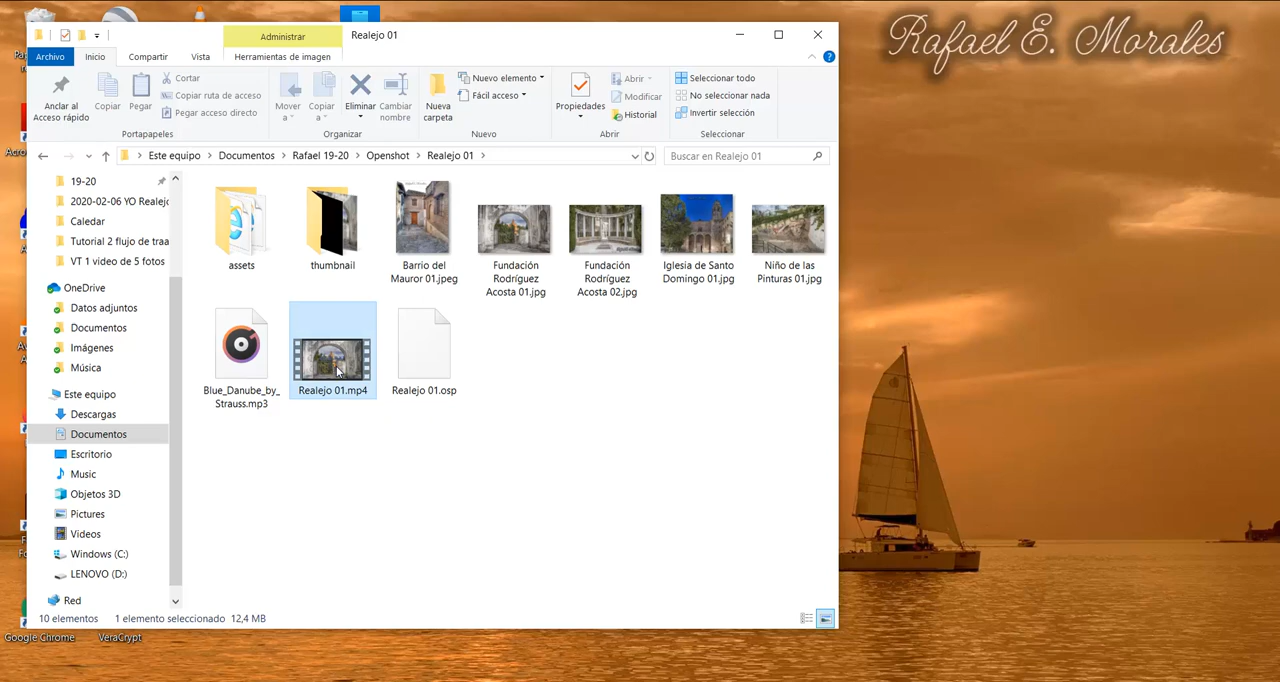 Rafael E. Morales
Administrar
Realejo 01
Archivo
Inicio
Compartir
Vista
Herramientas de imagen
Anclar al
Acceso rápido
Copiar
Pegar
Cortar
Copiar ruta de acceso
Pegar acceso directo
Portapapeles
Mover
a
Copiar
a
Eliminar
Cambiar
nombre
Organizar
Nueva
carpeta
Nuevo elemento
Fácil acceso
Nuevo
Propiedades
Abrir
Modificar
Historial
Abrir
Seleccionar todo
No seleccionar nada
Invertir selección
Seleccionar
Este equipo
Documentos
Rafael 19-20
Openshot
Realejo 01
Buscar en Realejo 01
19-20
2020-02-06 YO Realejo
Caledar
Tutorial 2 flujo de traa
VT 1 video de 5 fotos
OneDrive
Datos adjuntos
Documentos
Imágenes
Música
Este equipo
Descargas
Documentos
Escritorio
Music
Objetos 3D
Pictures
Videos
Windows (C:)
LENOVO (D:)
Red
assets
thumbnail
Barrio del
Mauror 01.jpeg
Fundación
Rodríguez
Acosta 01.jpg
Fundación
Rodríguez
Acosta 02.jpg
Iglesia de Santo
Domingo 01.jpg
Niño de las
Pinturas 01.jpg
Blue_Danube_by_
Strauss.mp3
Realejo 01.mp4
Realejo 01.osp
10 elementos
1 elemento seleccionado 12,4 MB
Google Chrome
VeraCrypt